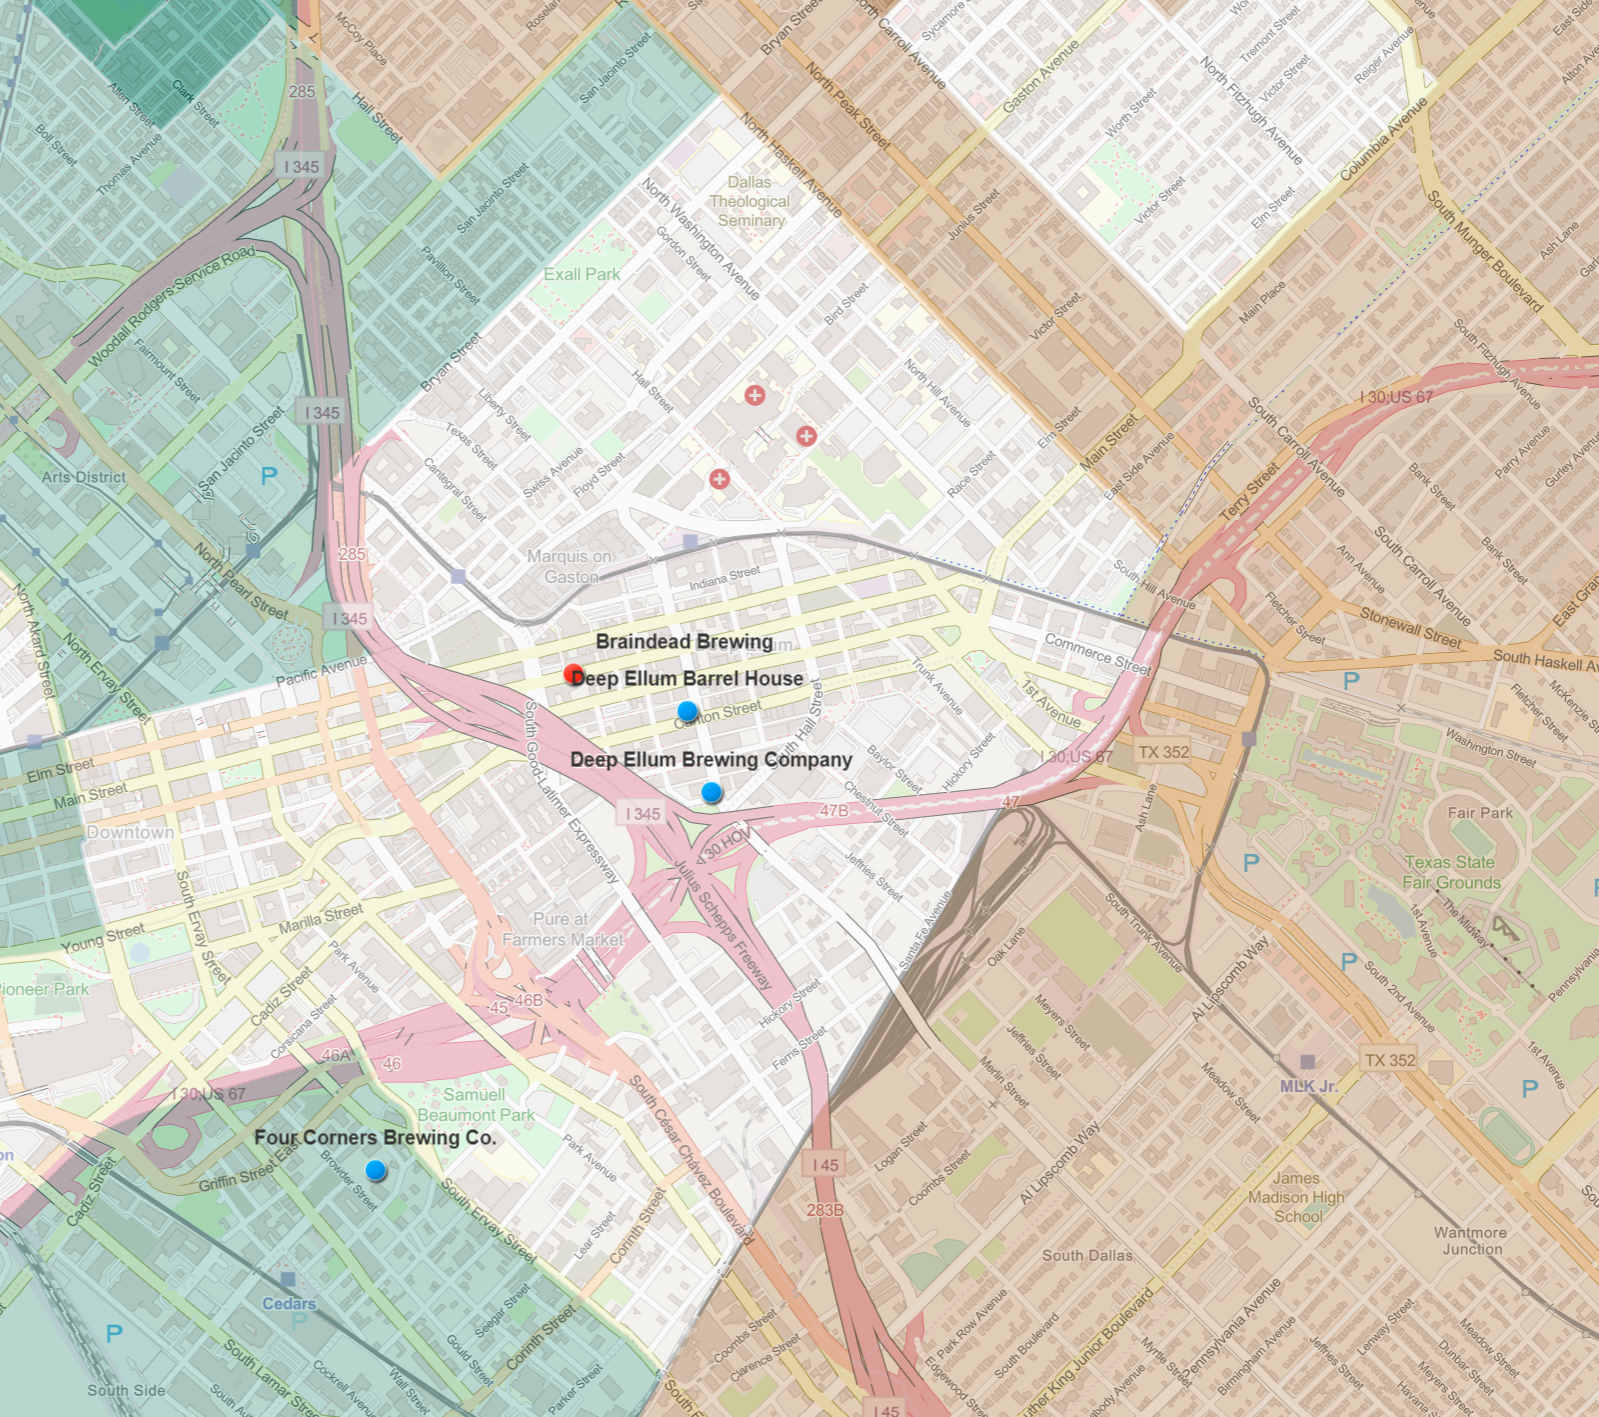 McCoy Place
Roselan
San Jacinto Street
Bryan Street
North Carroll Avenue
Sycamore S
Tremont Street
Victor Street
Reiger Avenue
East Side
Alton Ave
Allen Street
Clark Street
285
Hall Street
North Peak Street
Gaston Avenue
North Fitzhugh Avenue
Worth Street
Columbia Avenue
Boll Street
Thomas Avenue
I 345
San Jacinto Street
North Haskell Avenue
Dallas
Theological
Seminary
North Washington Avenue
Gordon Street
Junius Street
Victor Street
Elm Street
South Munger Boulevard
Ash Lane
Woodall Rodgers Service Road
Pavillion Street
Exall Park
Bird Street
Victor Street
Main Place
South Fitzhugh Avenue
Fairmount Street
Bryan Street
Liberty Street
Hall Street
North Hill Avenue
I 30;US 67
I 345
Texas Street
Swiss Avenue
Floyd Street
Cantegral Street
Elm Street
Main Street
East Side Avenue
Race Street
South Carroll Avenue
Terry Street
Parry Avenue
Gurley Avenue
Bank Street
Arts District
San Jacinto Street
P
285
North Pearl Street
Marquis on
Gaston
Indiana Street
South Hill Avenue
South Carroll Avenue
Ann Avenue
Bank Street
Fletcher Street
Stonewall Street
East Gran
North Akard Street
North Ervay Street
I 345
Pacific Avenue
Braindead Brewing
um
Commerce Street
South Haskell Av
Deep Ellum Barrel House
Trunk Avenue
1st Avenue
P
Fletcher Street
McKenzie St
Canton Street
South Good-Latimer Expressway
th Hall Street
Baylor Street
Hickory Street
I 30;US 67
TX 352
Washington Street
Elm Street
Main Street
Deep Ellum Brewing Company
Downtown
I 345
47B
47
Chestnut Street
Ash Lane
Fair Park
30 HOV
Jeffries Street
P
Texas State
Fair Grounds
Julius Schepps Freeway
South Ervay Street
Marilla Street
Young Street
Pure at
Farmers Market
Santa Fe Avenue
South Trunk Avenue
1st Avenue
The Midway
Oak Lane
Al Lipscomb Way
P
Park Avenue
Cadiz Street
ioneer Park
South 2nd Avenue
Pennsylvania
45
46B
Corsicana Street
Hickory Street
Ferris Street
Meyers Street
Jeffries Street
46A
46
I 30;US 67
Merlin Street
MLK Jr.
TX 352
1st Avenue
P
Meadow Street
Samuell
Beaumont Park
South César Chávez Boulevard
Four Corners Brewing Co.
Park Avenue
Logan Street
Al Lipscomb Way
I 45
on
Griffin Street East
Browder Street
Coombs Street
James
Madison High
School
Cadiz Street
South Ervay Street
Lear Street
Corinth Street
283B
Wantmore
Junction
South Dallas
Cedars
P
P
Seegar Street
Corinth Street
Gould Street
South Lamar Stree
Cockrell Avenue
Wall Street
Parker Street
South Side
Coombs Street
Clarence Street
Park Row Avenue
South Boulevard
Edgewood Street
uther King Junior Boulevard
Myrtle Street
Pennsylvania Avenue
Birmingham Avenue
Jeffries Street
Lenway Street
Meyers Street
Dunbar Street
Meadow Street
I 45